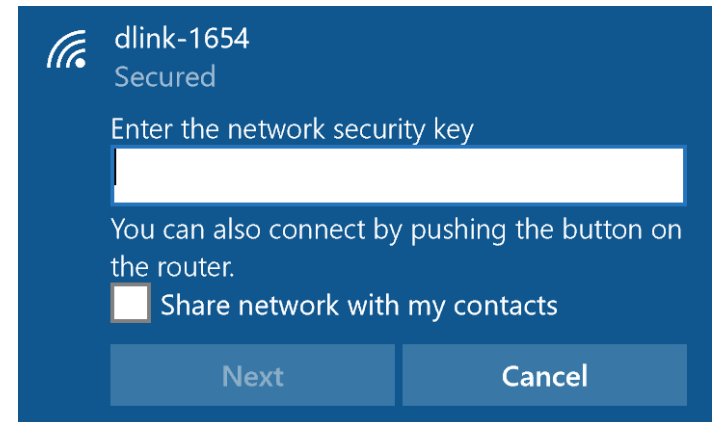 dlink-1654
Secured
Enter the network security key
You can also connect by pushing the button on
the router.
Share network with my contacts
Next
Cancel